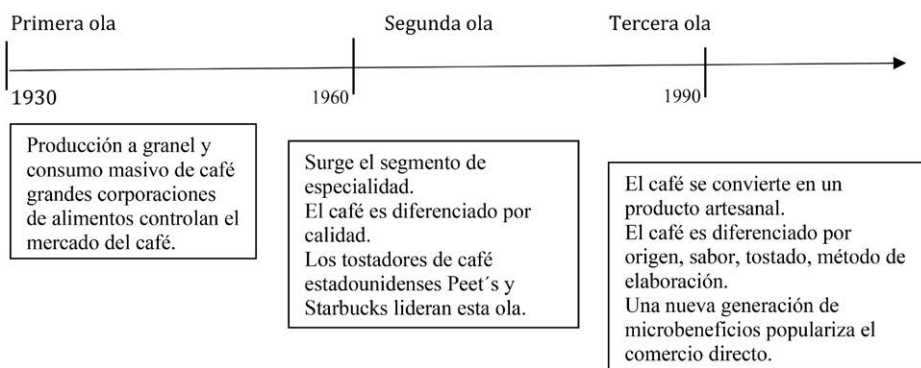 Primera ola
Segunda ola
Tercera ola
1930
1960
1990
Producción a granel y
consumo masivo de café
grandes corporaciones
de alimentos controlan el
mercado del café.
Surge el segmento de
especialidad.
El café es diferenciado por
calidad.
Los tostadores de café
estadounidenses Peet´s y
Starbucks lideran esta ola.
El café se convierte en un
producto artesanal.
El café es diferenciado por
origen, sabor, tostado, método de
elaboración.
Una nueva generación de
microbeneficios populariza el
comercio directo.